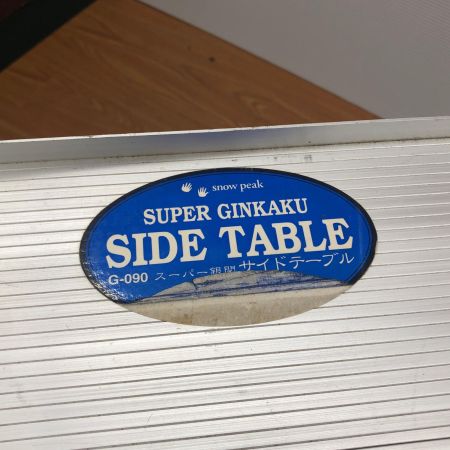 snow peak
SUPER GINKAKU
SIDE TABLE
G-090 スーパー銀閣 サイドテーブル